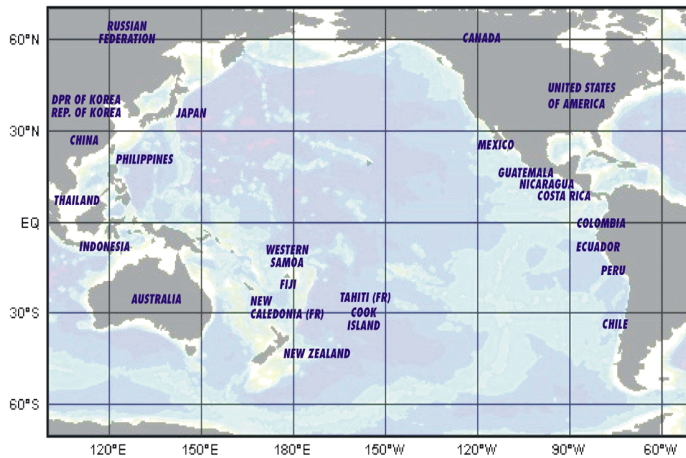 RUSSIAN
FEDERATION
CANADA
60°N
UNITED STATES
OF AMERICA
DPR OF KOREA
REP. OF KOREA
JAPAN
30°N
CHINA
MEXICO
PHILIPPINES
GUATEMALA
NICARAGUA
COSTA RICA
THAILAND
EQ
COLOMBIA
INDONESIA
WESTERN
SAMOA
ECUADOR
FIJI
PERU
AUSTRALIA
NEW
CALEDONIA (FR)
TAHITI (FR)
COOK
ISLAND
30°S
CHILE
NEW ZEALAND
60°S
120°E 150°E 180°E 150°W 120°W 90°W 60°W